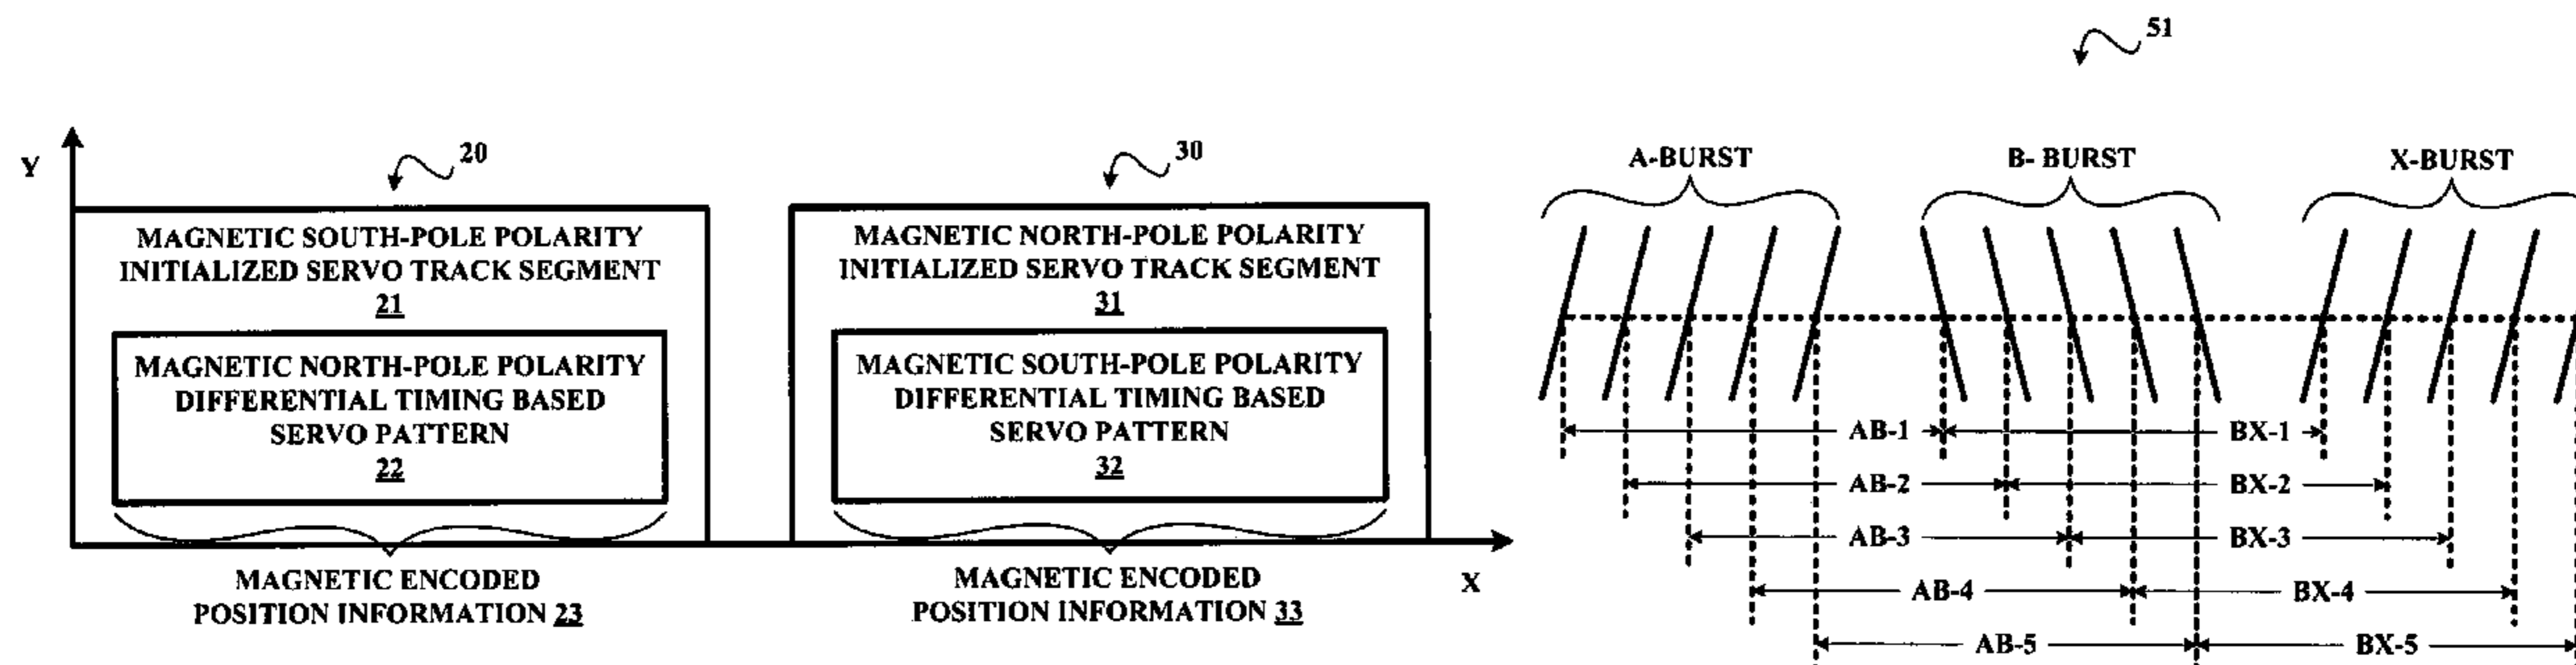 Y
20
MAGNETIC SOUTH-POLE POLARITY
INITIALIZED SERVO TRACK SEGMENT
21
MAGNETIC NORTH-POLE POLARITY
DIFFERENTIAL TIMING BASED
SERVO PATTERN
22
MAGNETIC ENCODED
POSITION INFORMATION 23
30
MAGNETIC NORTH-POLE POLARITY
INITIALIZED SERVO TRACK SEGMENT
31
MAGNETIC SOUTH-POLE POLARITY
DIFFERENTIAL TIMING BASED
SERVO PATTERN
32
MAGNETIC ENCODED
POSITION INFORMATION 33
X
51
A-BURST
B- BURST
X-BURST
AB-1
BX-1
AB-2
BX-2
AB-3
BX-3
AB-4
BX-4
AB-5
BX-5